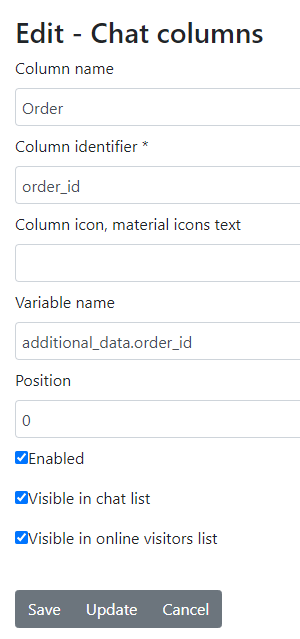 Edit - Chat columns
Column name
Order
Column identifier *
order_id
Column icon, material icons text
Variable name
additional_data.order_id
Position
0
Enabled
Visible in chat list
Visible in online visitors list
Save Update Cancel